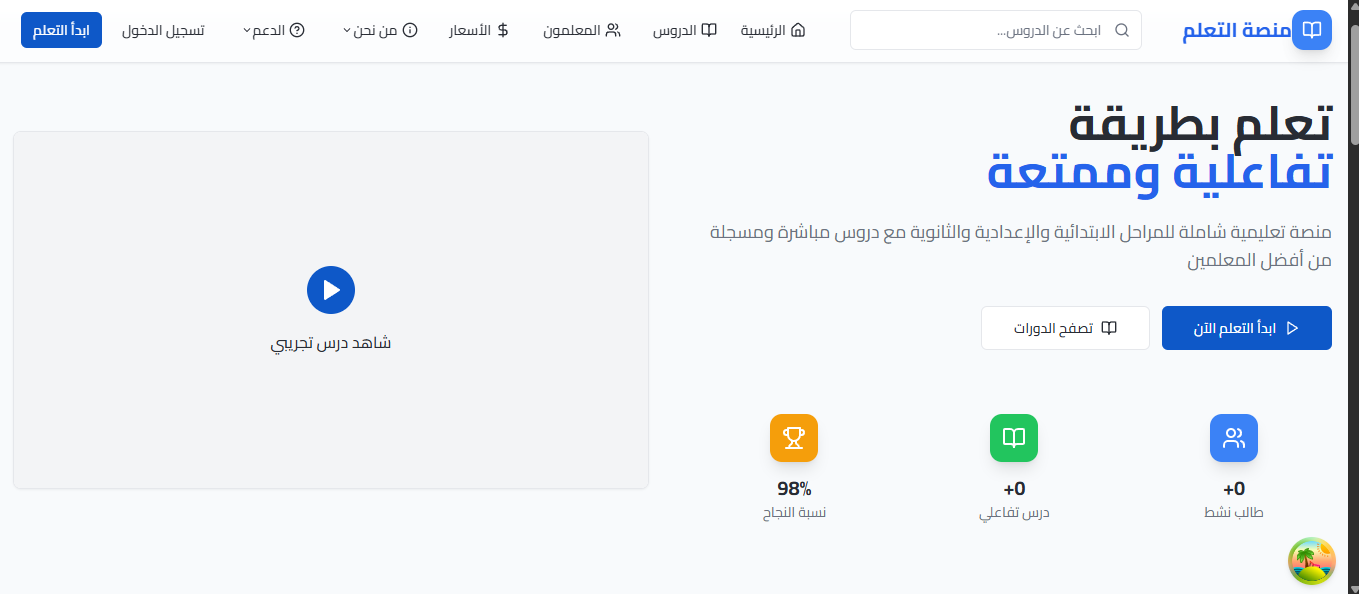 منصة التعلم
ابحث عن الدروس...
الرئيسية
الدروس
المعلمون
الأسعار
من نحن
الدعم
تسجيل الدخول
ابدأ التعلم
تعلم بطريقة
تفاعلية وممتعة
منصة تعليمية شاملة للمراحل الابتدائية والإعدادية والثانوية مع دروس مباشرة ومسجلة
من أفضل المعلمين
ابدأ التعلم الآن
تصفح الدورات
شاهد درس تجريبي
+0
طالب نشط
+0
درس تفاعلي
98%
نسبة النجاح